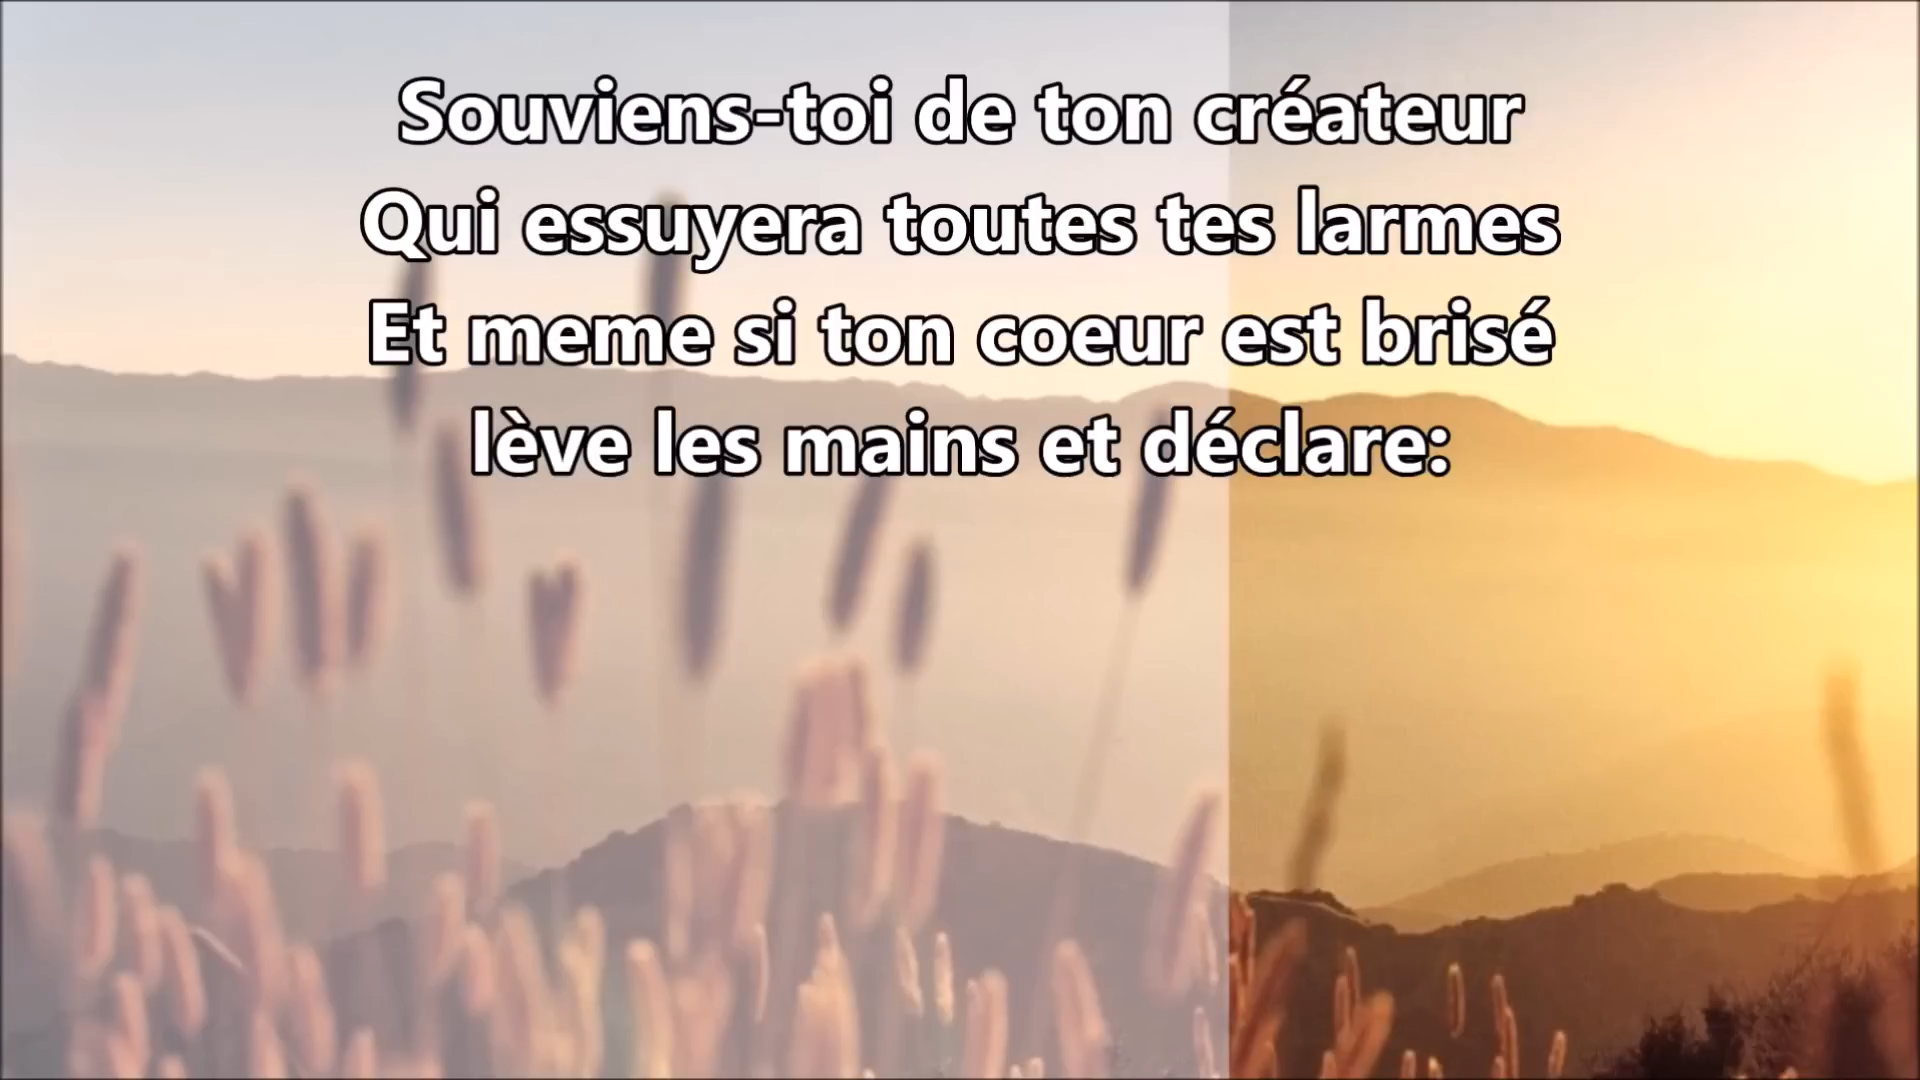 Souviens-toi de ton créateur
Qui essuyera toutes tes larmes
Et meme si ton coeur est brisé
lève les mains et déclare: